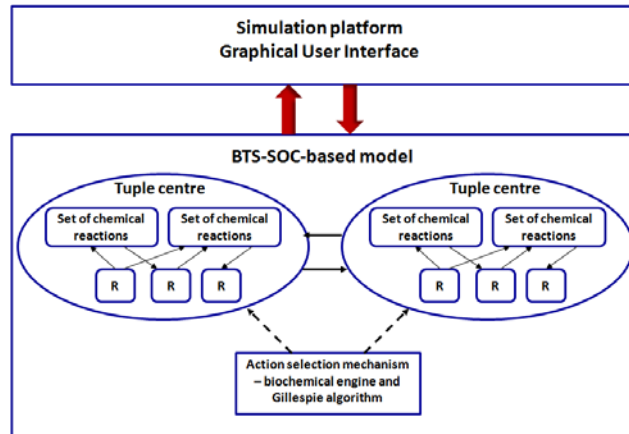 Simulation platform
Graphical User Interface
BTS-SOC-based model
Tuple centre
Set of chemical
reactions
Set of chemical
reactions
R
R
R
Tuple centre
Set of chemical
reactions
Set of chemical
reactions
R
R
R
Action selection mechanism
– biochemical engine and
Gillespie algorithm